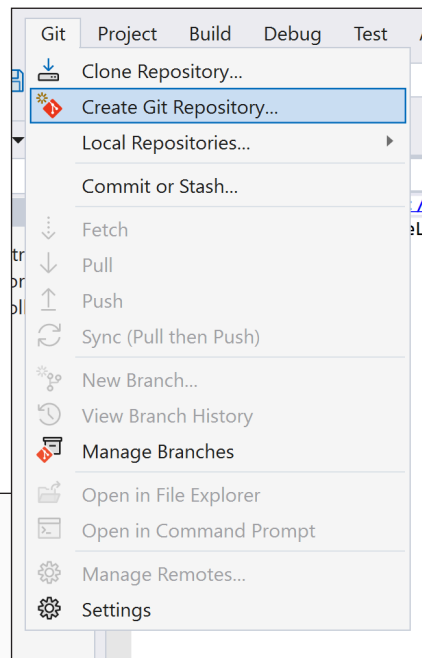 Git Project Build Debug Test
Clone Repository...
Create Git Repository...
Local Repositories...
Commit or Stash...
Fetch
Pull
Push
Sync (Pull then Push)
New Branch...
View Branch History
Manage Branches
Open in File Explorer
Open in Command Prompt
Manage Remotes...
Settings